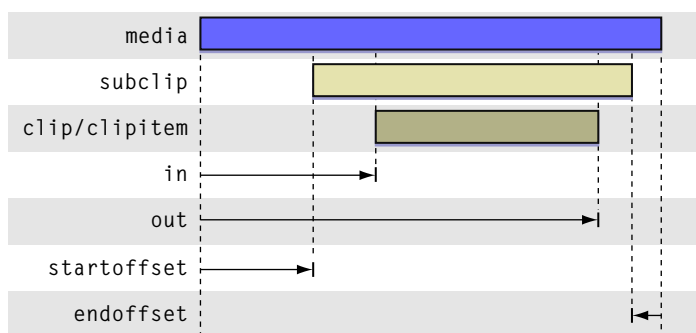 media
subclip
clip/clipitem
in
out
startoffset
endoffset